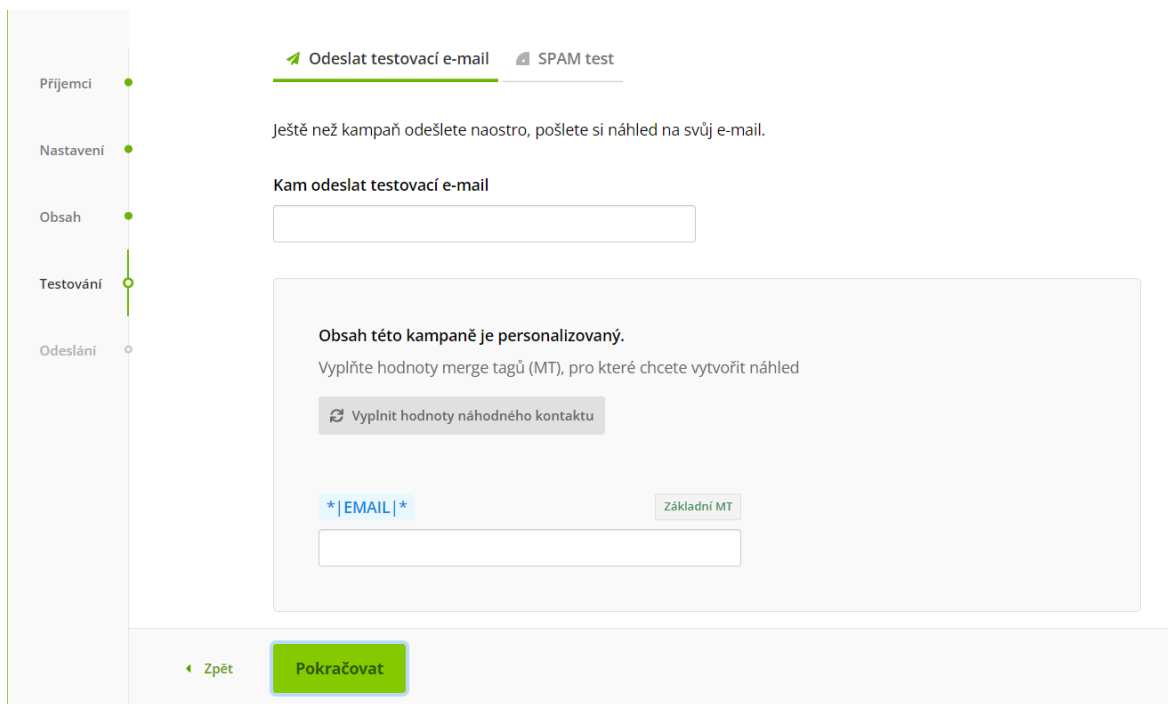 Odeslat testovací e-mail
SPAM test
Příjemci
Nastavení
Obsah
Testování
Odeslání
Ještě než kampaň odešlete naostro, pošlete si náhled na svůj e-mail.
Kam odeslat testovací e-mail
Obsah této kampaně je personalizovaný.
Vyplňte hodnoty merge tagů (MT), pro které chcete vytvořit náhled
Vyplnit hodnoty náhodného kontaktu
*|EMAIL|*
Základní MT
Zpět
Pokračovat